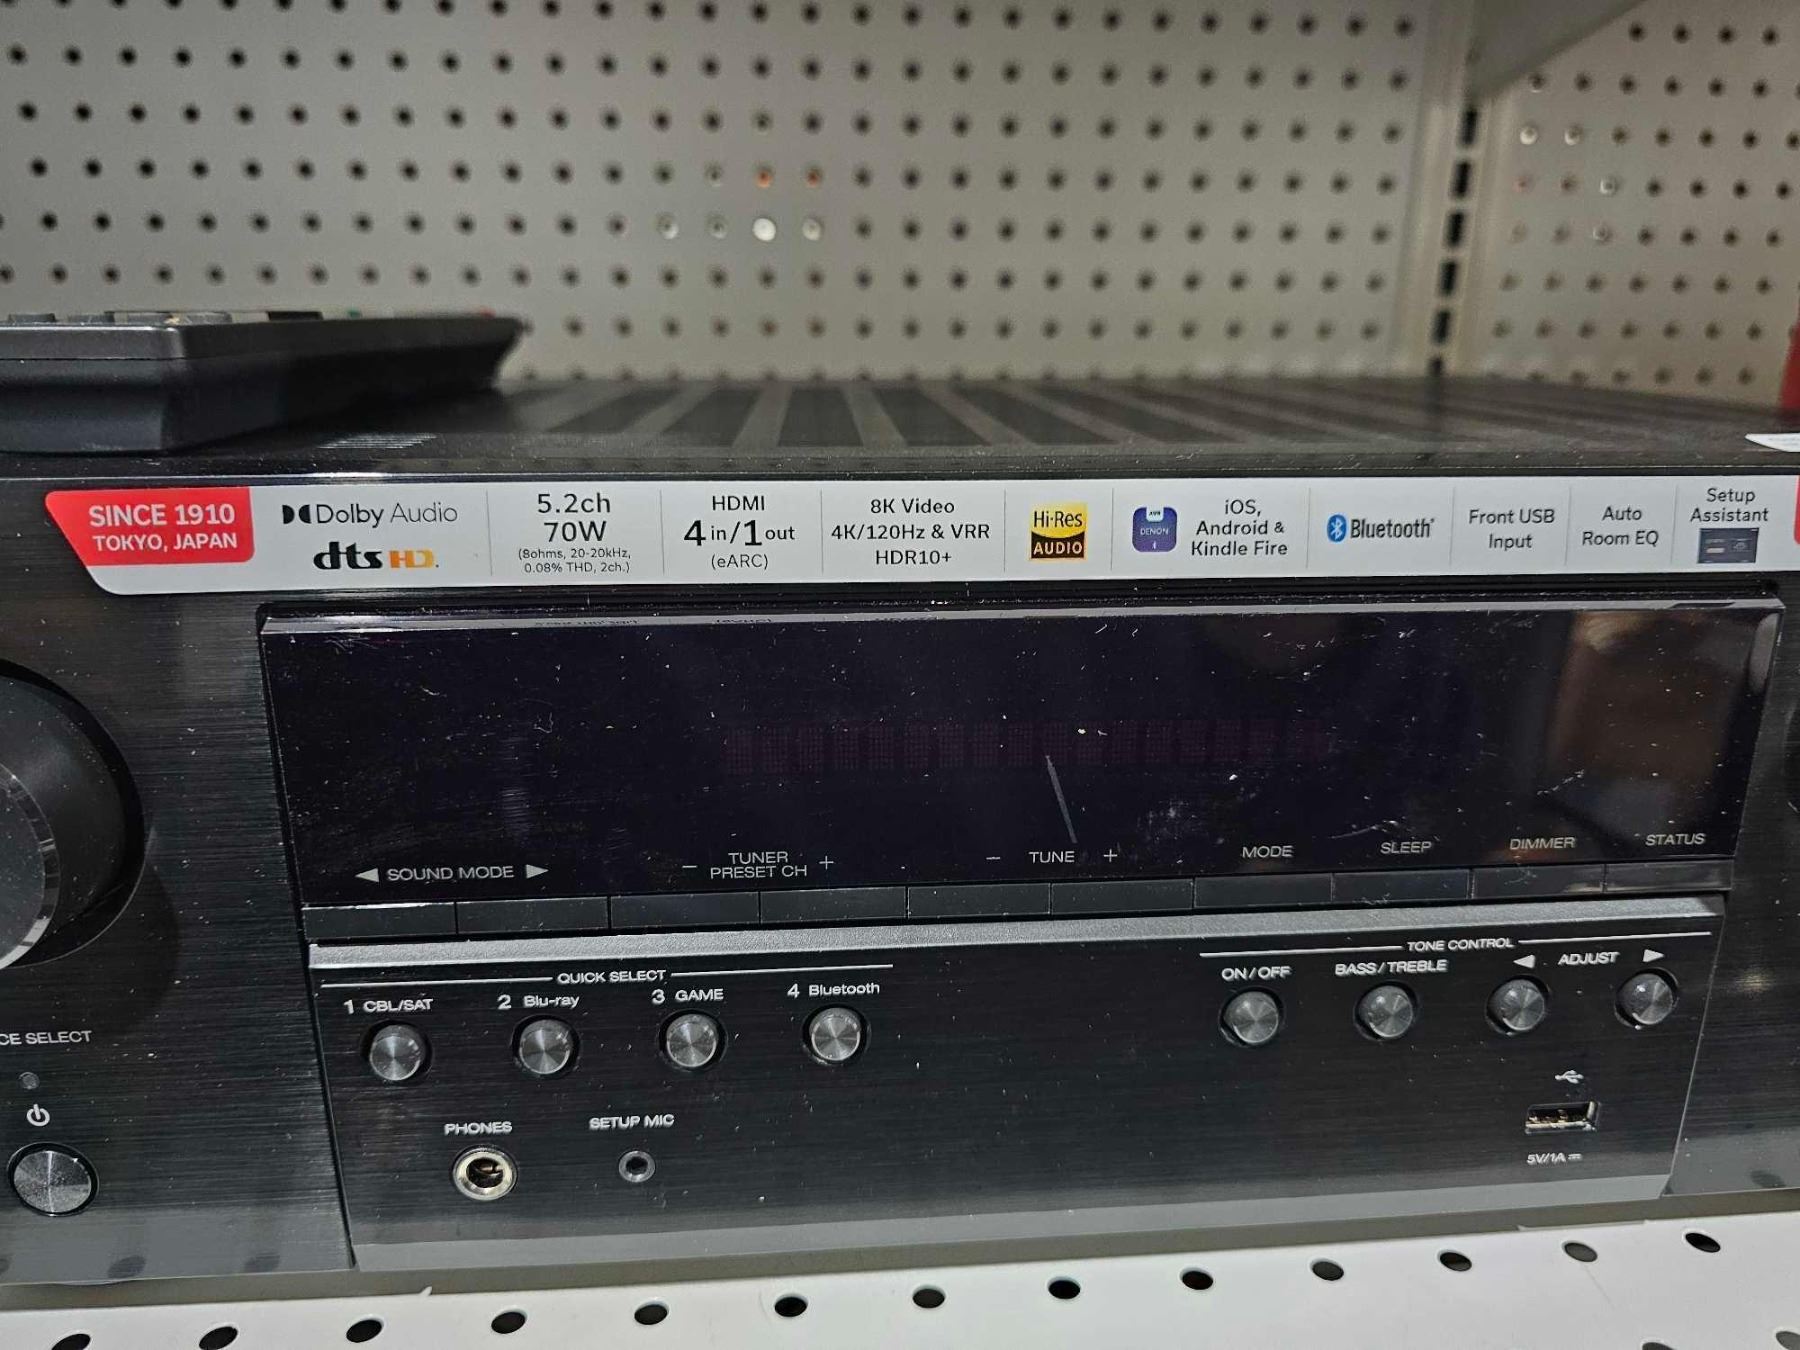 SINCE 1910
TOKYO, JAPAN
Dolby Audio
dts HD
5.2ch
70W
(8ohms, 20-20kHz,
0.08% THD, 2ch.)
HDMI
4 in/1 out
(eARC)
8K Video
4K/120Hz & VRR
HDR10+
Hi-Res
AUDIO
AVR
DENON
iOS,
Android &
Kindle Fire
Bluetooth
Front USB
Input
Auto
Room EQ
Setup
Assistant
◀ SOUND MODE ▶
− TUNER PRESET CH +
− TUNE +
MODE
SLEEP
DIMMER
STATUS
QUICK SELECT
1 CBL/SAT
2 Blu-ray
3 GAME
4 Bluetooth
TONE CONTROL
ON/OFF
BASS/TREBLE
◀ ADJUST ▶
CE SELECT
PHONES
SETUP MIC
5V/1A